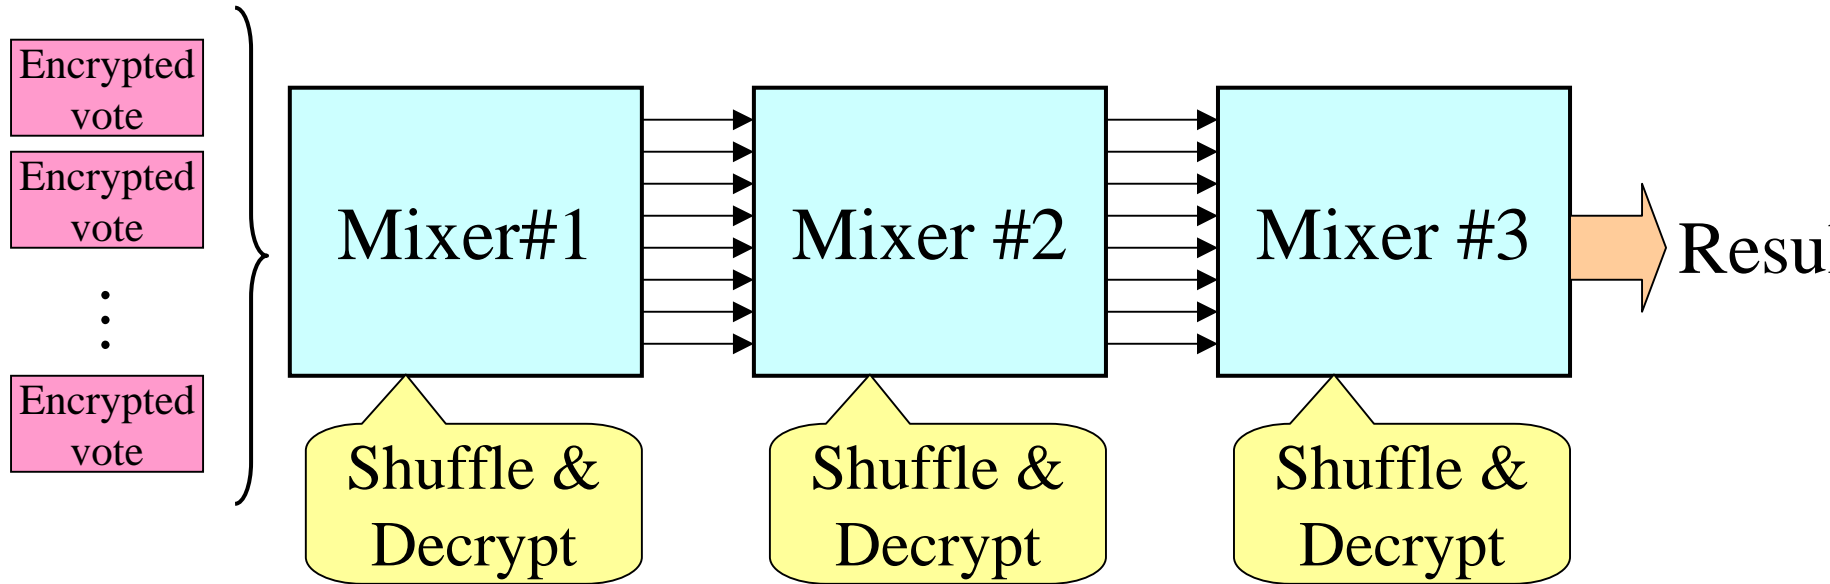 Encrypted
vote
Encrypted
vote
Encrypted
vote
Mixer#1
Mixer #2
Mixer #3
Shuffle &
Decrypt
Shuffle &
Decrypt
Shuffle &
Decrypt